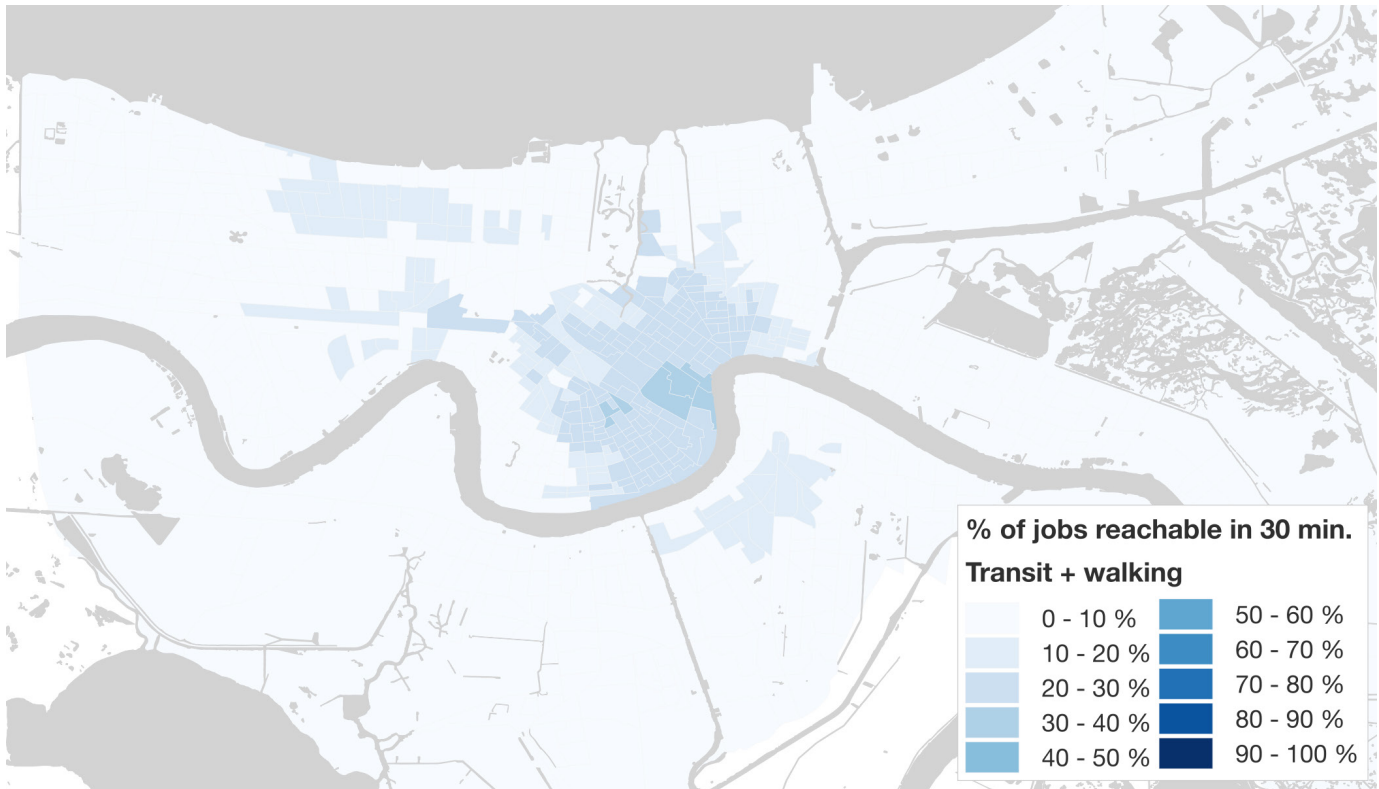 % of jobs reachable in 30 min.
Transit + walking
0 - 10 %
10 - 20 %
20 - 30 %
30 - 40 %
40 - 50 %
50 - 60 %
60 - 70 %
70 - 80 %
80 - 90 %
90 - 100 %